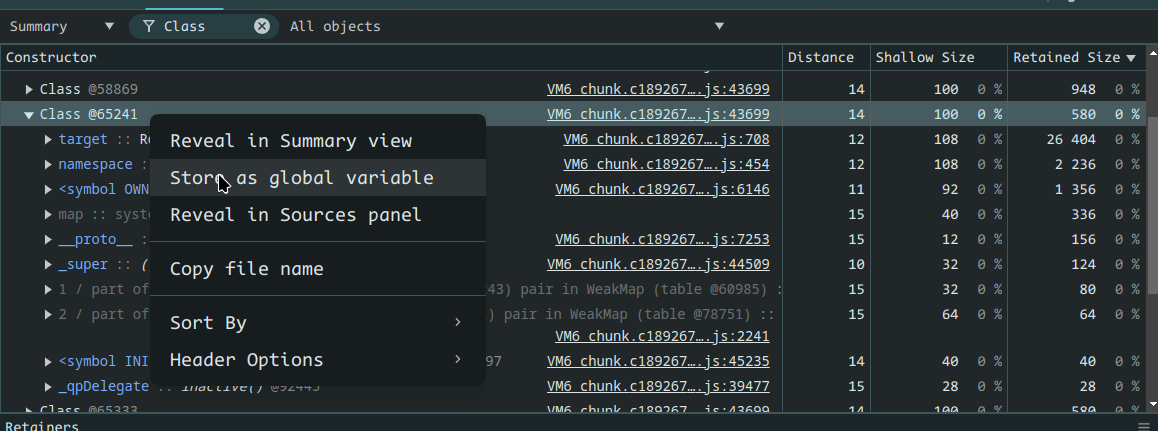 Summary Class All objects
Constructor Distance Shallow Size Retained Size
Class @58869 VM6 chunk.c189267….js:43699 14 100 0 % 948 0 %
Class @65241 VM6 chunk.c189267….js:43699 14 100 0 % 580 0 %
target :: VM6 chunk.c189267….js:708 12 108 0 % 26 404 0 %
namespace : VM6 chunk.c189267….js:454 12 108 0 % 2 236 0 %
<symbol OWN VM6 chunk.c189267….js:6146 11 92 0 % 1 356 0 %
map :: syst 15 40 0 % 336 0 %
__proto__ : VM6 chunk.c189267….js:7253 15 12 0 % 156 0 %
_super :: ( VM6 chunk.c189267….js:44509 10 32 0 % 124 0 %
1 / part of 43) pair in WeakMap (table @60985) : 15 32 0 % 80 0 %
2 / part of ) pair in WeakMap (table @78751) :: 15 64 0 % 64 0 %
VM6 chunk.c189267….js:2241
<symbol INI 97 VM6 chunk.c189267….js:45235 14 40 0 % 40 0 %
_qpDelegate :: inactive() @92445 VM6 chunk.c189267….js:39477 15 28 0 % 28 0 %
Class @65333 VM6 chunk.c189267….js:43699 14 100 0 % 580 0 %
Retainers
Reveal in Summary view
Store as global variable
Reveal in Sources panel
Copy file name
Sort By
Header Options